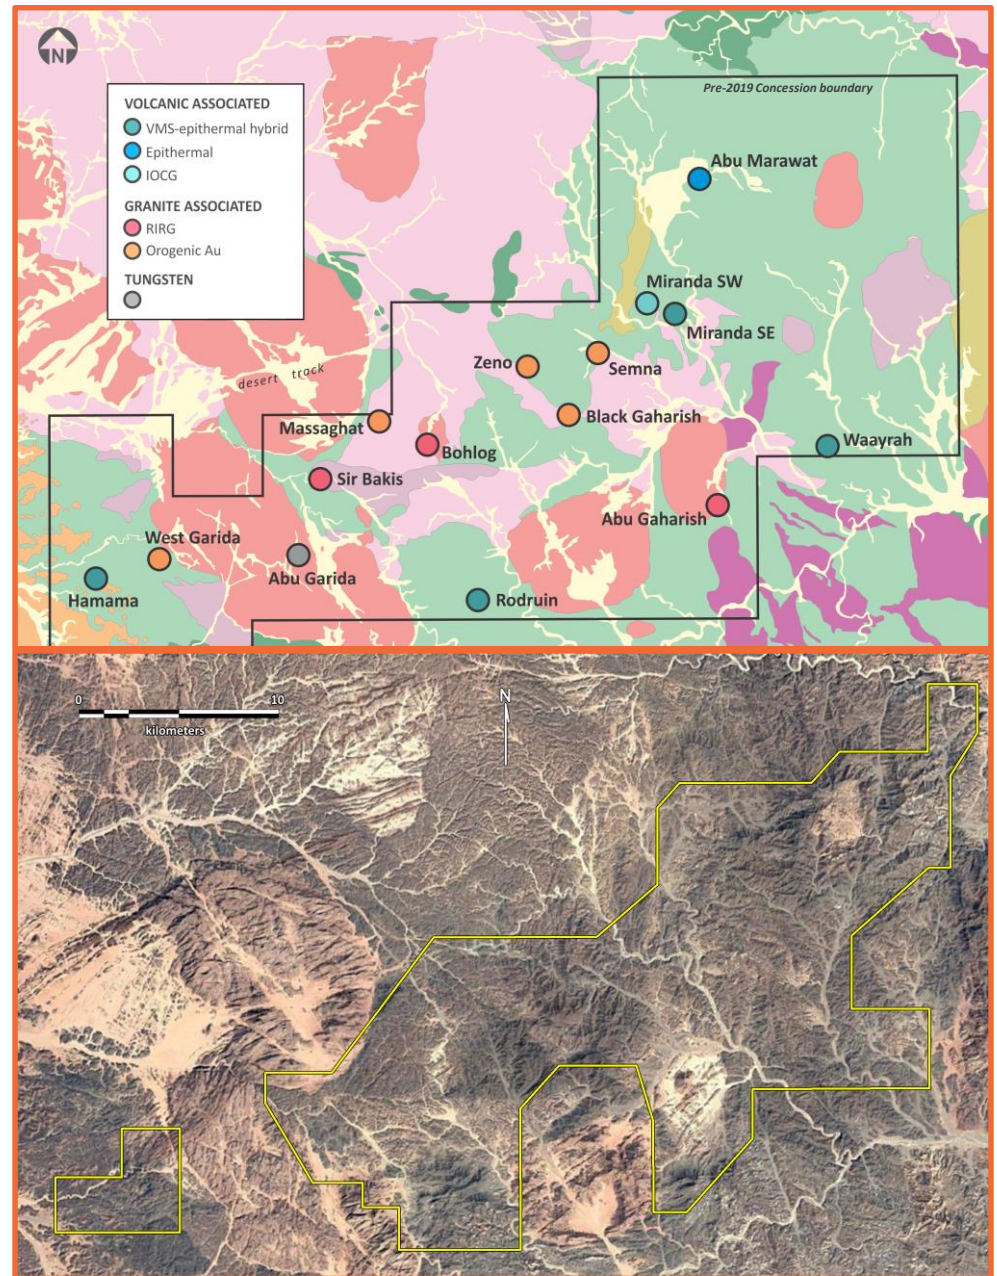 N
Pre-2019 Concession boundary
VOLCANIC ASSOCIATED
VMS-epithermal hybrid
Epithermal
IOCG
GRANITE ASSOCIATED
RIRG
Orogenic Au
TUNGSTEN
Abu Marawat
Miranda SW
Miranda SE
Zeno
Semna
desert track
Massaghat
Black Gaharish
Bohlog
Waayrah
Sir Bakis
Abu Gaharish
West Garida
Abu Garida
Hamama
Rodruin
0 10
kilometers
N